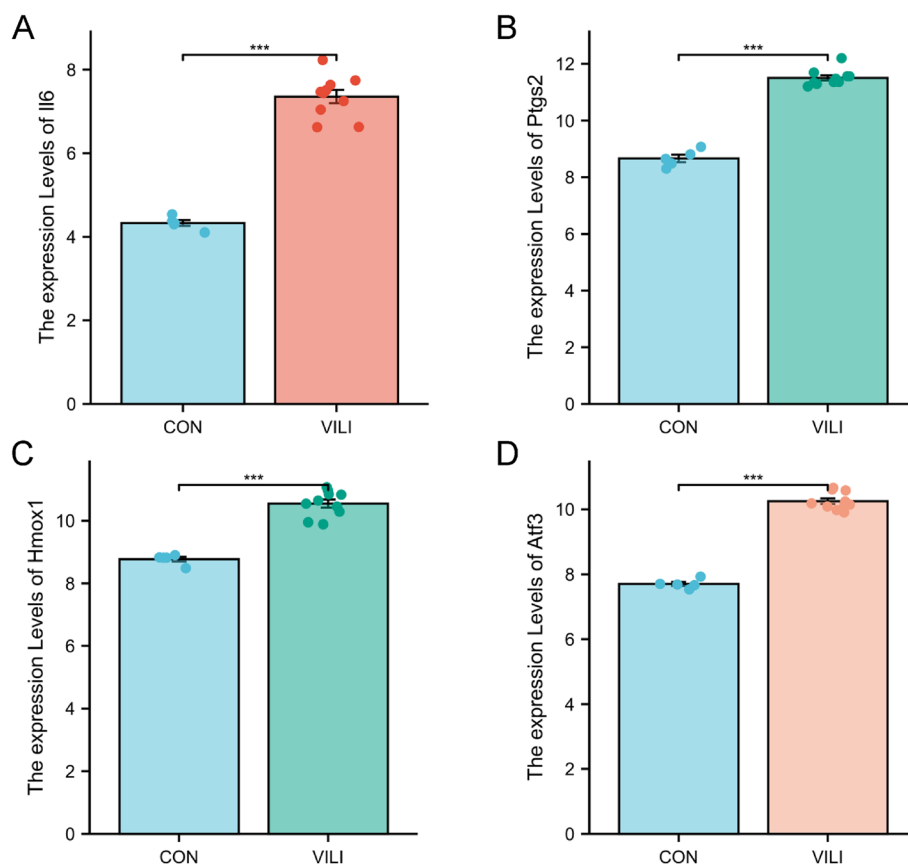 A
The expression Levels of Il6
8
6
4
2
0
***
CON
VILI
B
The expression Levels of Ptgs2
12
10
8
6
4
2
0
***
CON
VILI
C
The expression Levels of Hmox1
10
8
6
4
2
0
***
CON
VILI
D
The expression Levels of Atf3
10
8
6
4
2
0
***
CON
VILI